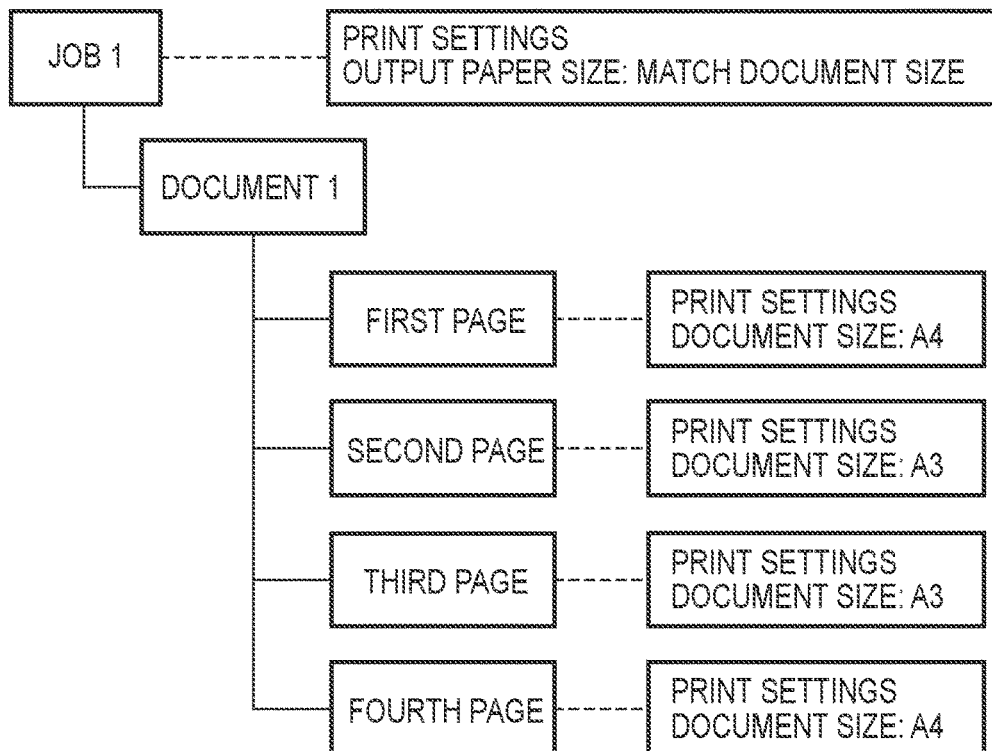 JOB 1
PRINT SETTINGS
OUTPUT PAPER SIZE: MATCH DOCUMENT SIZE
DOCUMENT 1
FIRST PAGE
PRINT SETTINGS
DOCUMENT SIZE: A4
SECOND PAGE
PRINT SETTINGS
DOCUMENT SIZE: A3
THIRD PAGE
PRINT SETTINGS
DOCUMENT SIZE: A3
FOURTH PAGE
PRINT SETTINGS
DOCUMENT SIZE: A4